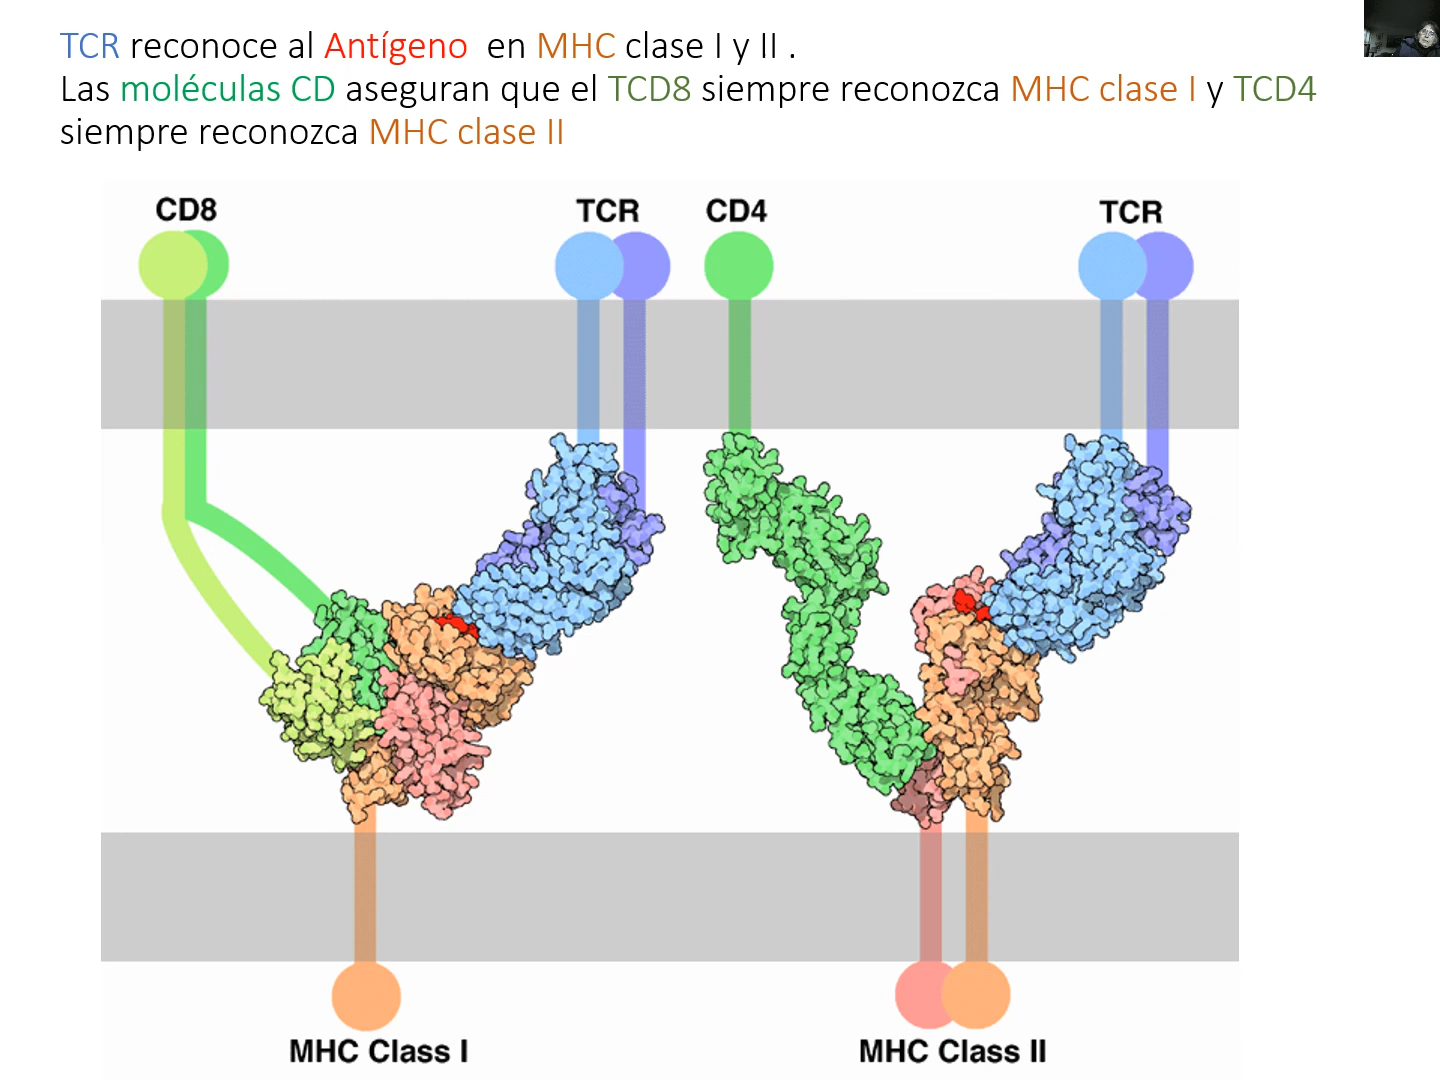 TCR reconoce al Antígeno en MHC clase I y II .
Las moléculas CD aseguran que el TCD8 siempre reconozca MHC clase I y TCD4
siempre reconozca MHC clase II
CD8
TCR
CD4
TCR
MHC Class I
MHC Class II